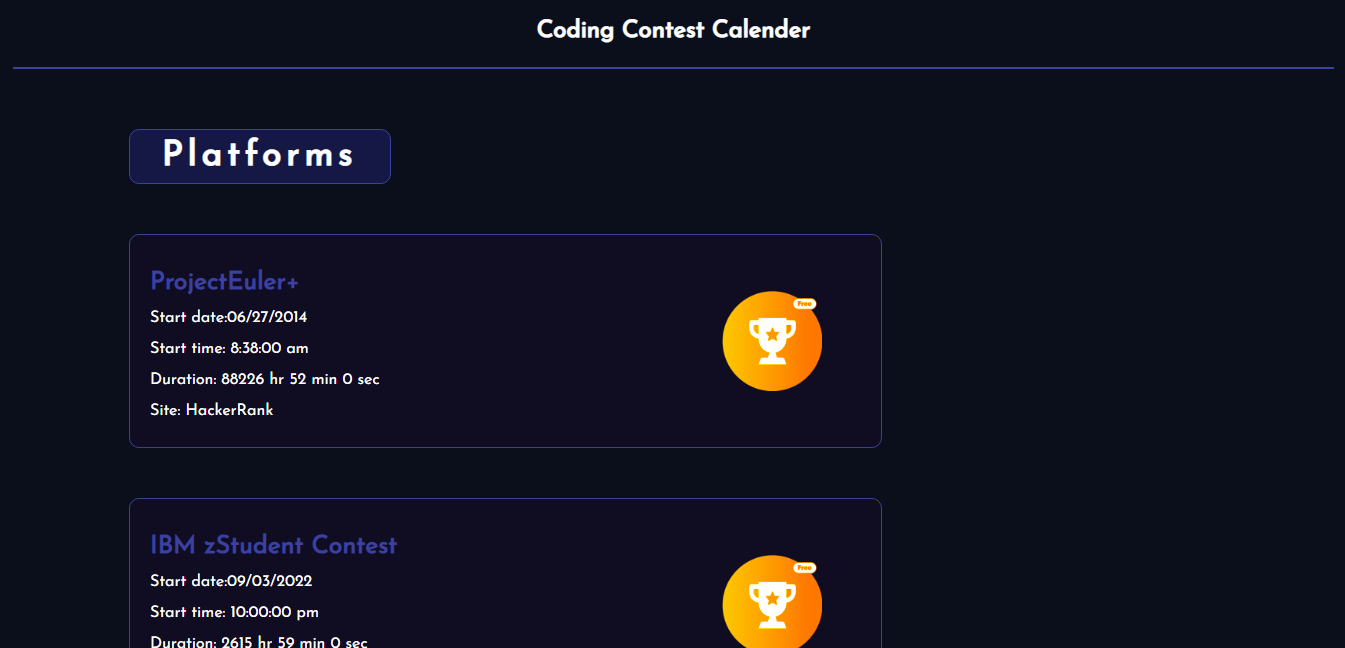 Coding Contest Calender
Platforms
ProjectEuler+
Start date:06/27/2014
Start time: 8:38:00 am
Duration: 88226 hr 52 min 0 sec
Site: HackerRank
Free
IBM zStudent Contest
Start date:09/03/2022
Start time: 10:00:00 pm
Duration: 2615 hr 59 min 0 sec
Free